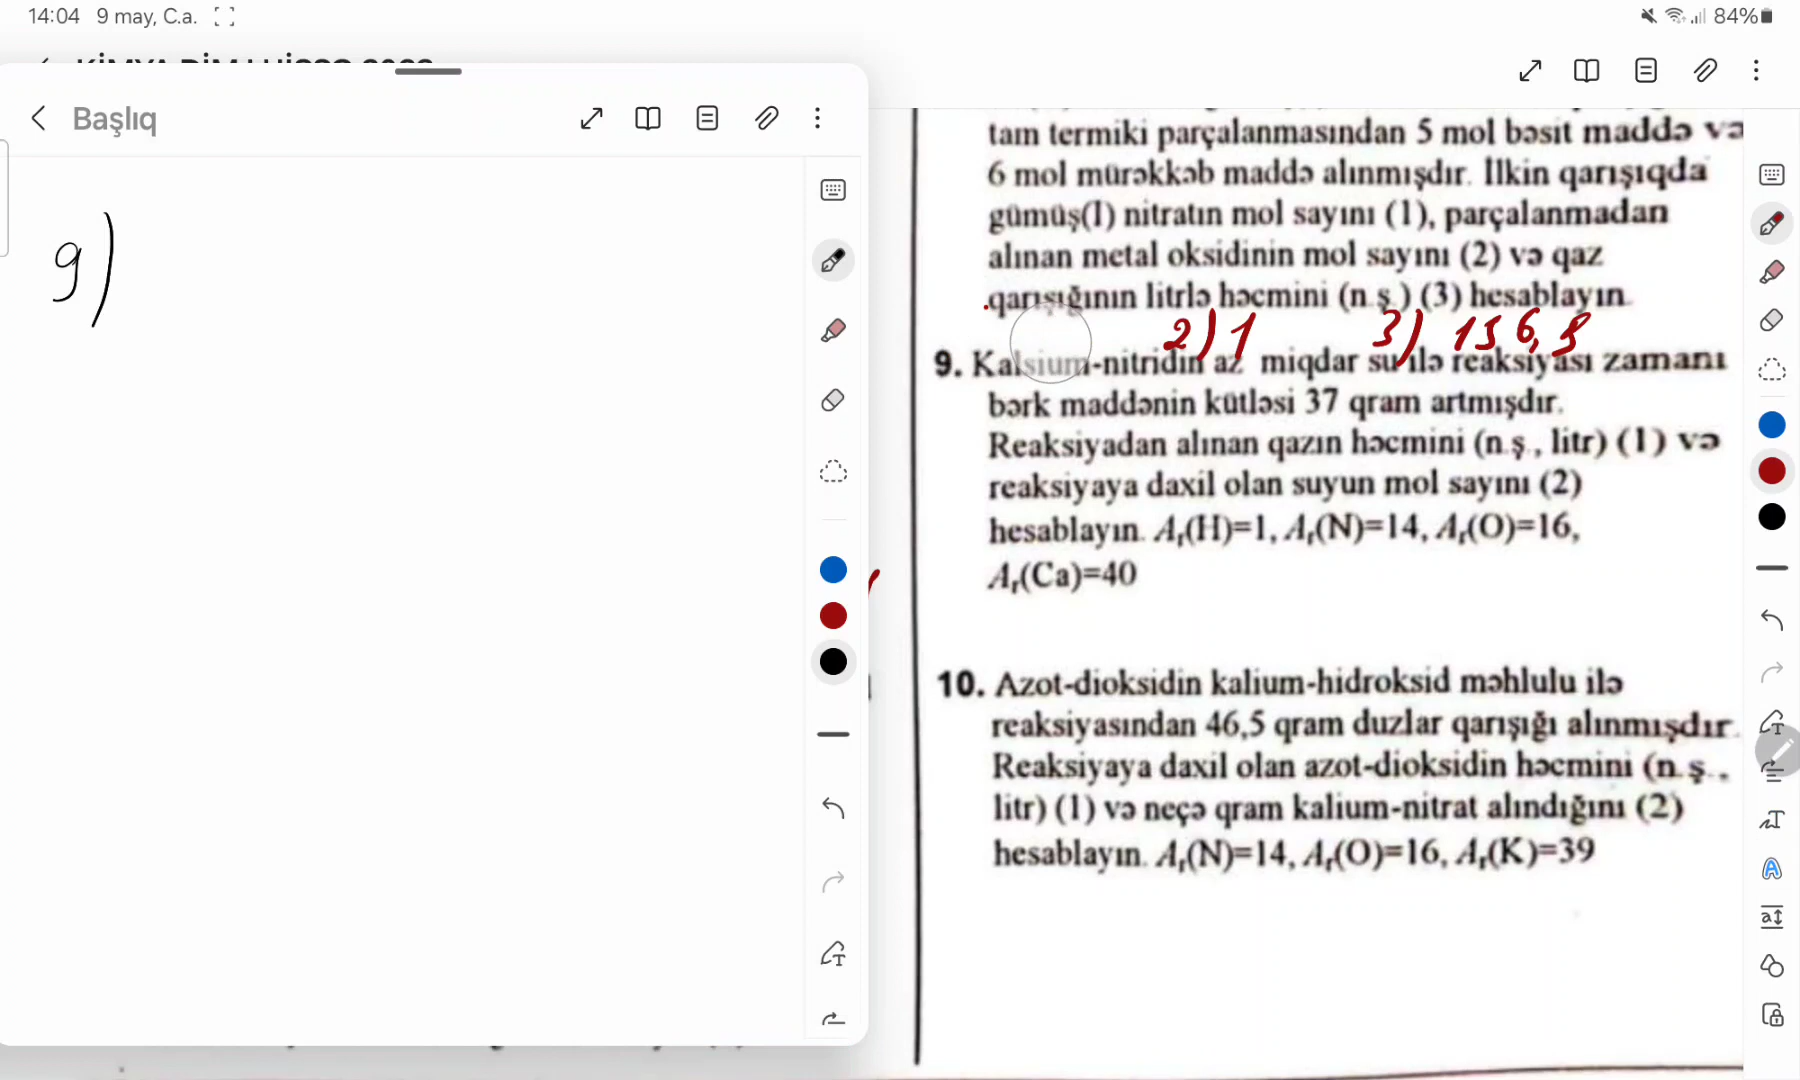 14:04 9 may, C.a. 84%
Başlıq
9)
tam termiki parçalanmasından 5 mol bəsit maddə və
6 mol mürəkkəb maddə alınmışdır. İlkin qarışıqda
gümüş(I) nitratın mol sayını (1), parçalanmadan
alınan metal oksidinin mol sayını (2) və qaz
qarışığının litrlə həcmini (n.ş.) (3) hesablayın.
2) 1 3) 156,8
9. Kalsium-nitridin az miqdar su ilə reaksiyası zamanı
bərk maddənin kütləsi 37 qram artmışdır.
Reaksiyadan alınan qazın həcmini (n.ş., litr) (1) və
reaksiyaya daxil olan suyun mol sayını (2)
hesablayın. Ar(H)=1, Ar(N)=14, Ar(O)=16,
Ar(Ca)=40
10. Azot-dioksidin kalium-hidroksid məhlulu ilə
reaksiyasından 46,5 qram duzlar qarışığı alınmışdır.
Reaksiyaya daxil olan azot-dioksidin həcmini (n.ş.,
litr) (1) və neçə qram kalium-nitrat alındığını (2)
hesablayın. Ar(N)=14, Ar(O)=16, Ar(K)=39